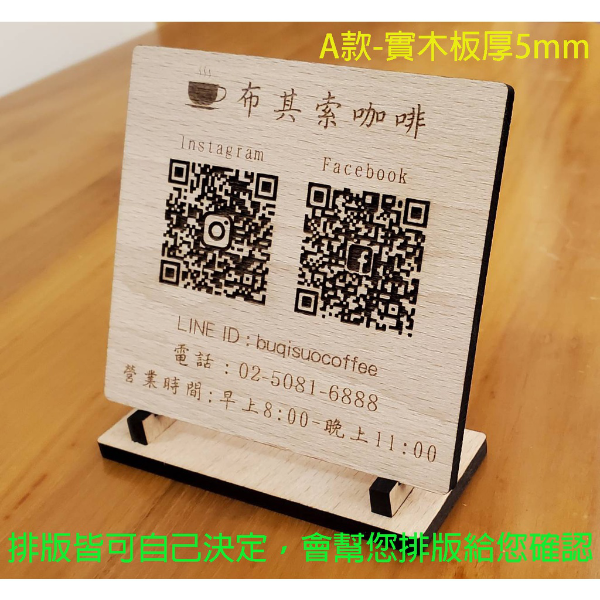 A款-實木板厚5mm
布其索咖啡
Instagram
Facebook
LINE ID：buqisuocoffee
電話：02-5081-6888
營業時間：早上8:00-晚上11:00
排版皆可自己決定，會幫您排版給您確認